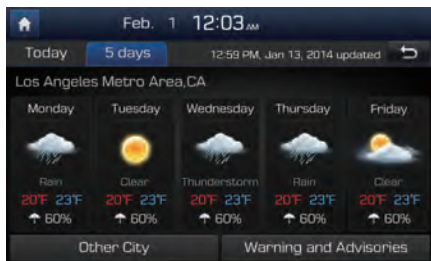 Feb. 1 12:03 AM
Today 5 days 12:59 PM, Jan 13, 2014 updated
Los Angeles Metro Area,CA
Monday Tuesday Wednesday Thursday Friday
Rain Clear Thunderstorm Rain Clear
20°F 23°F 20°F 23°F 20°F 23°F 20°F 23°F 20°F 23°F
60% 60% 60% 60% 60%
Other City Warning and Advisories